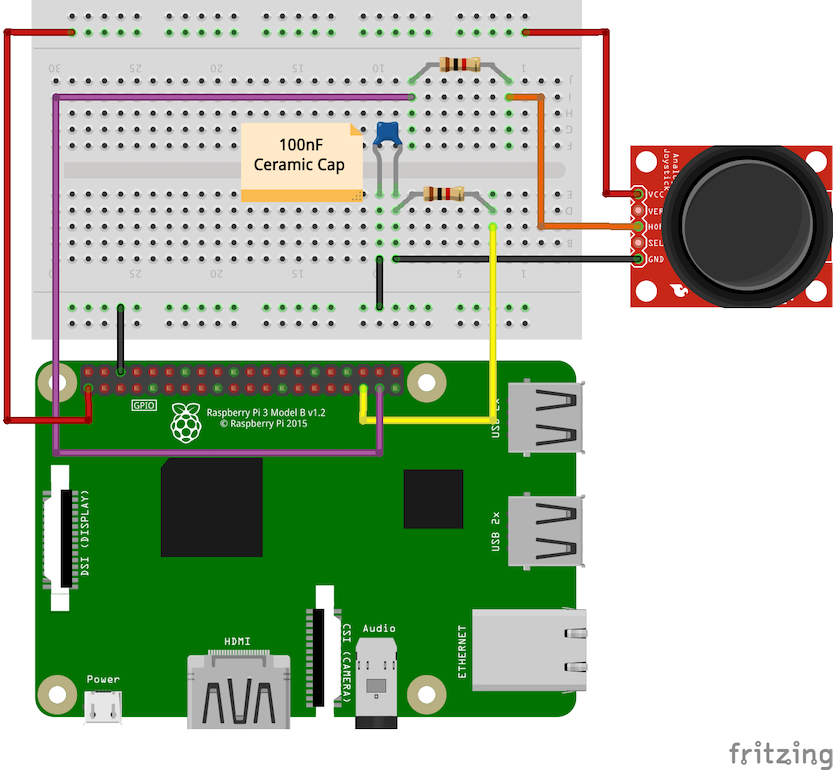 30
25
10
1
J
I
H
G
F
100nF
Ceramic Cap
E
D
B
25
5
1
Analog
Joystick
VCC
VER
HOR
SEL
GND
GPIO
Raspberry Pi 3 Model B v1.2
© Raspberry Pi 2015
USB 2x
USB 2x
DSI (DISPLAY)
CSI (CAMERA)
Audio
HDMI
ETHERNET
Power
fritzing